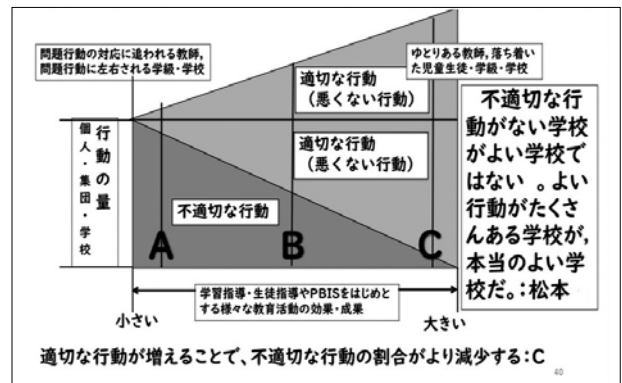 問題行動の対応に追われる教師,
問題行動に左右される学級・学校
ゆとりある教師,落ち着い
た児童生徒・学級・学校
適切な行動
(悪くない行動)
適切な行動
(悪くない行動)
行動の量
個人・集団・学校
不適切な行動
A
B
C
不適切な行
動がない学校
がよい学校で
はない 。よい
行動がたくさ
んある学校が,
本当のよい学
校だ。:松本
学習指導・生徒指導やPBISをはじめと
する様々な教育活動の効果・成果
小さい
大きい
適切な行動が増えることで、不適切な行動の割合がより減少する:C
40